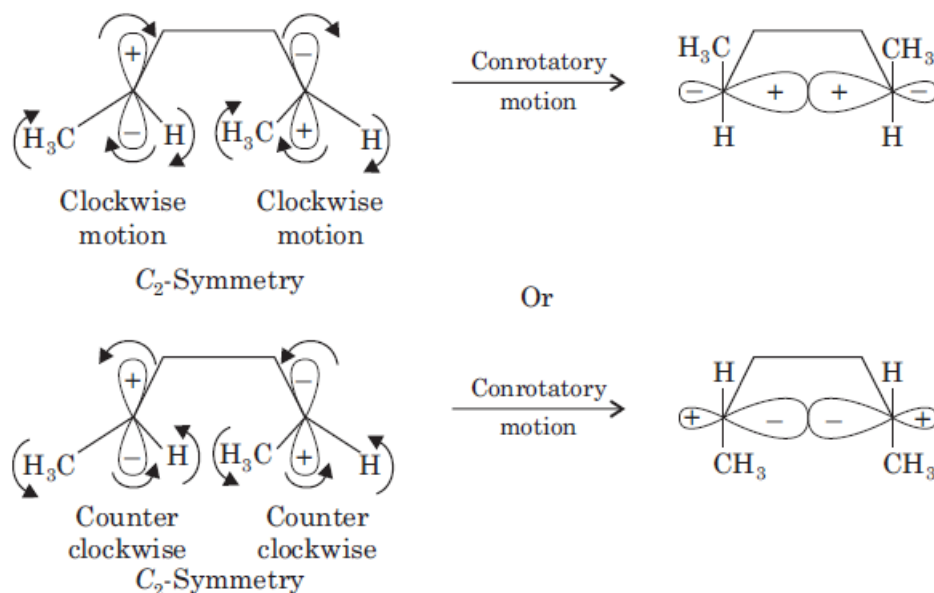 + −
H₃C − H H₃C + H
Clockwise motion
Clockwise motion
C₂-Symmetry
Conrotatory
motion
H₃C CH₃
− + + −
H H
Or
+ −
H₃C − H H₃C + H
Counter clockwise
Counter clockwise
C₂-Symmetry
Conrotatory
motion
H H
+ − − +
CH₃ CH₃